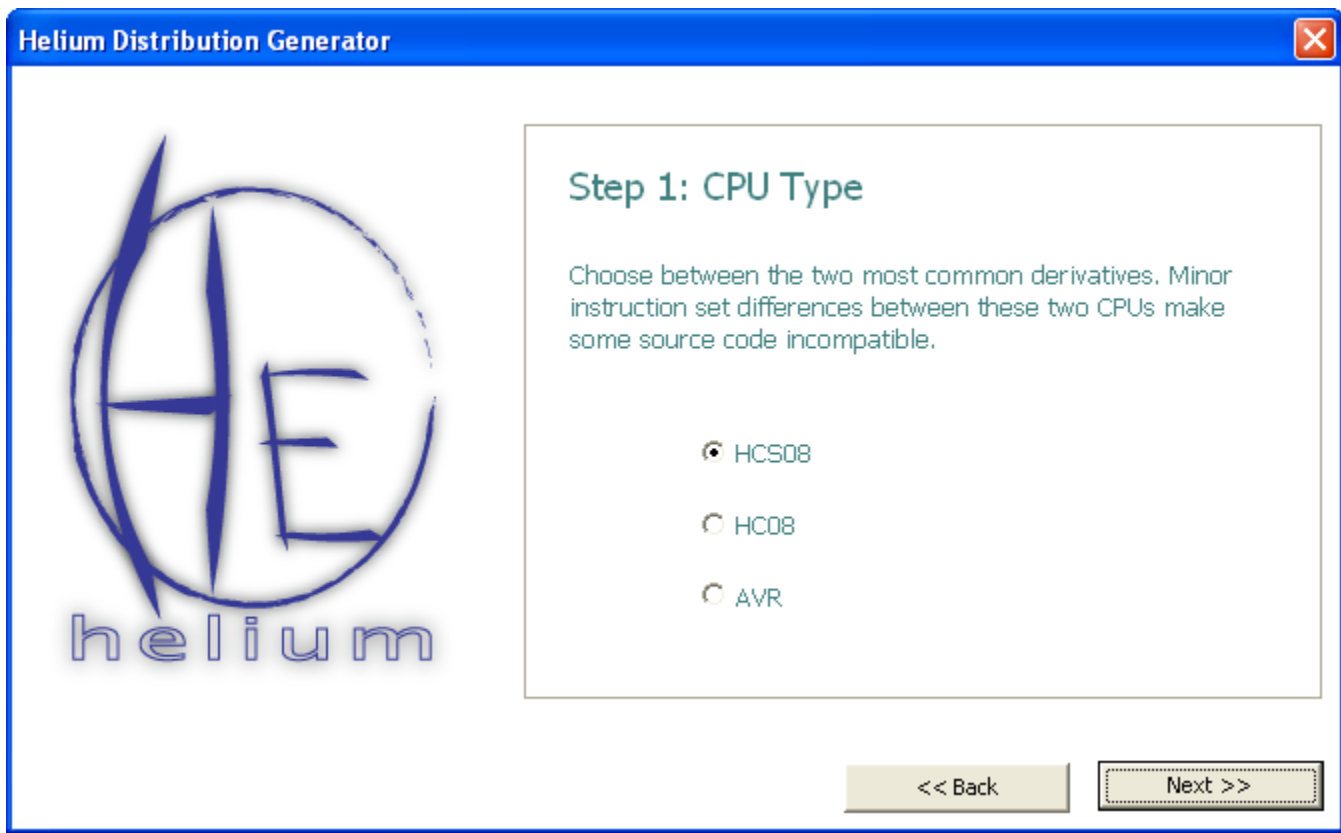 Helium Distribution Generator
HE
helium
Step 1: CPU Type
Choose between the two most common derivatives. Minor
instruction set differences between these two CPUs make
some source code incompatible.
HCS08
HC08
AVR
<< Back
Next >>